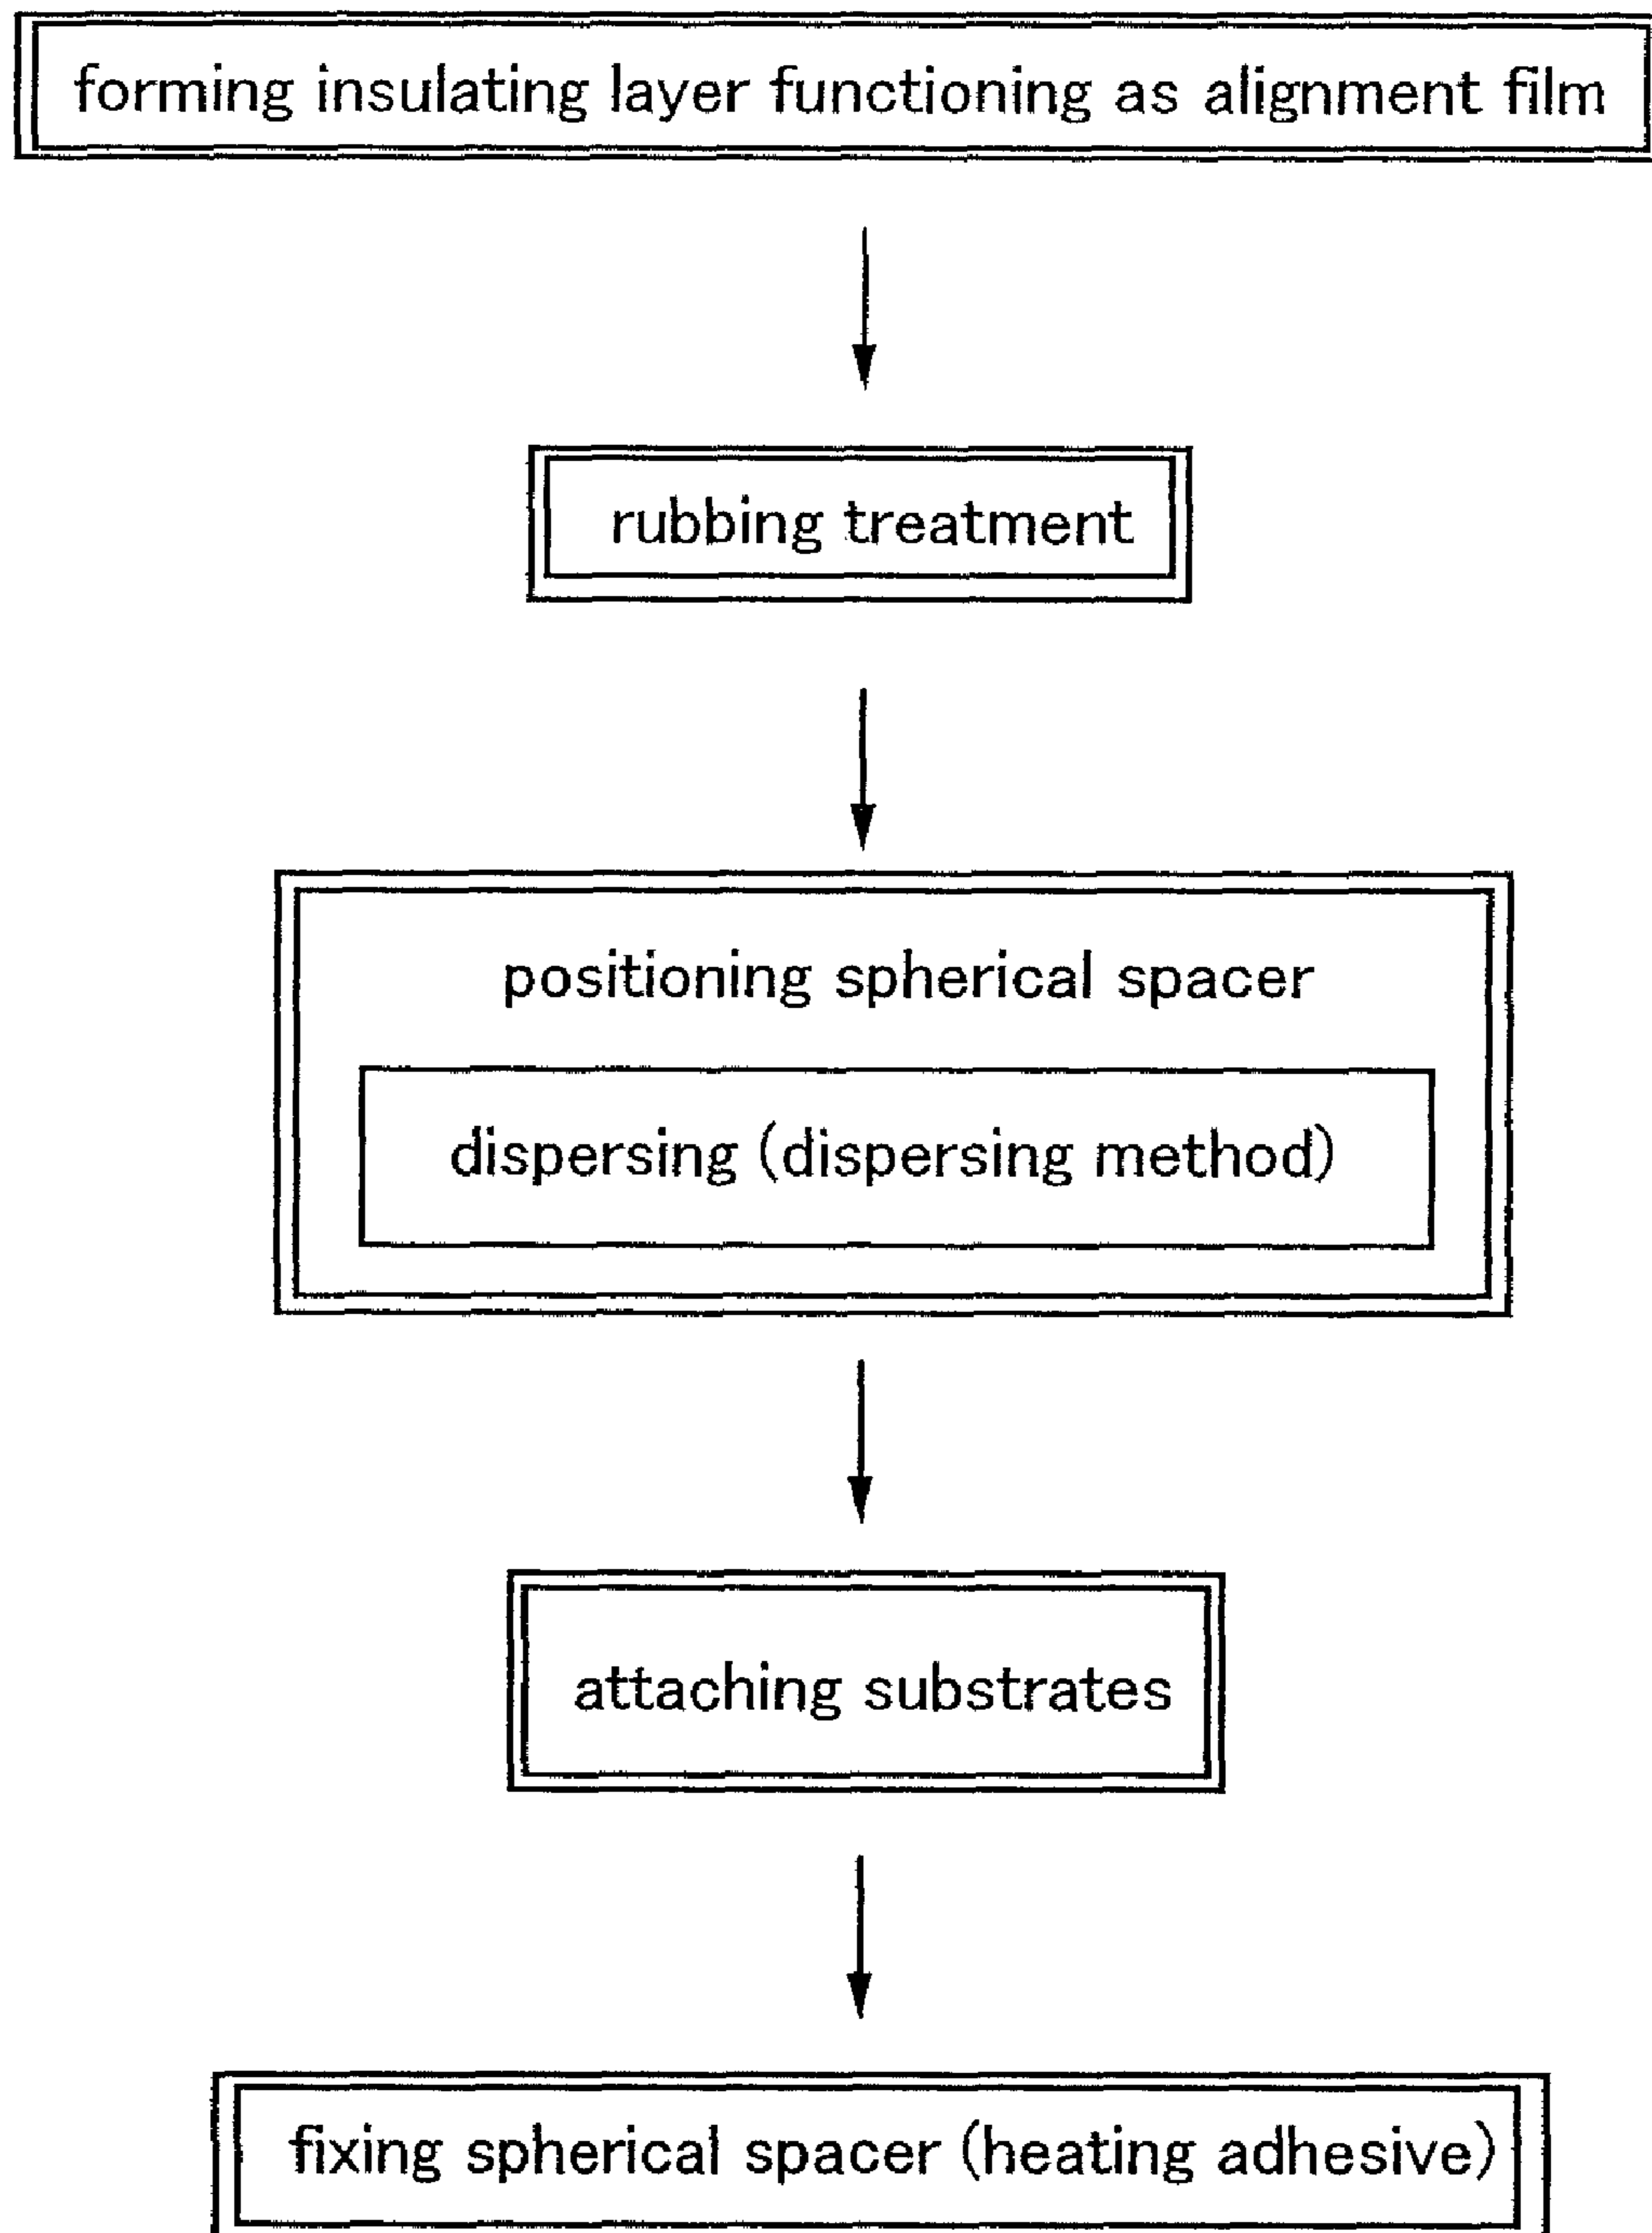 forming insulating layer functioning as alignment film
rubbing treatment
positioning spherical spacer
dispersing (dispersing method)
attaching substrates
fixing spherical spacer (heating adhesive)